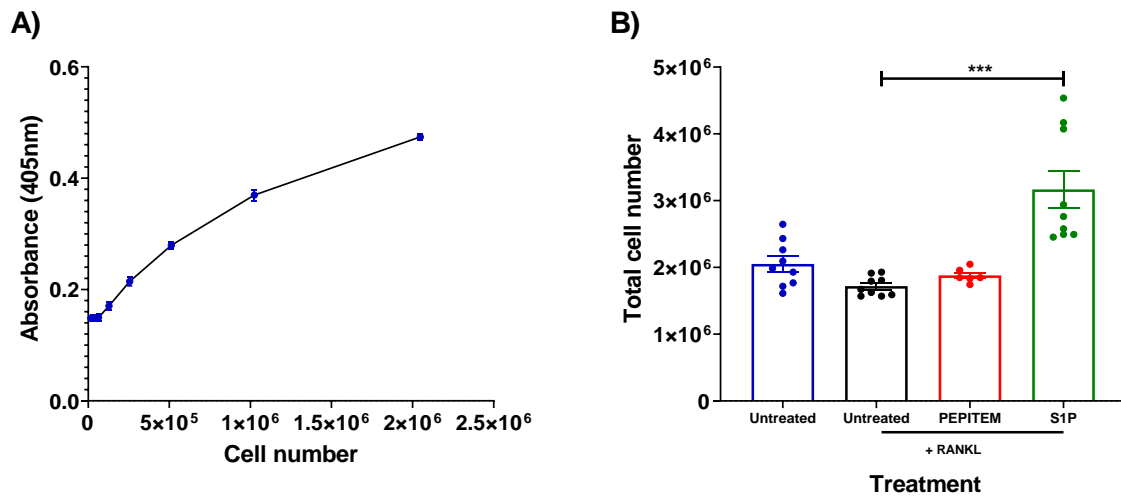 A)
0.6
0.4
0.2
0.0
Absorbance (405nm)
0
5×10⁵
1×10⁶
1.5×10⁶
2×10⁶
2.5×10⁶
Cell number
B)
5×10⁶
4×10⁶
3×10⁶
2×10⁶
1×10⁶
0
Total cell number
***
Untreated
Untreated
PEPITEM
S1P
+ RANKL
Treatment